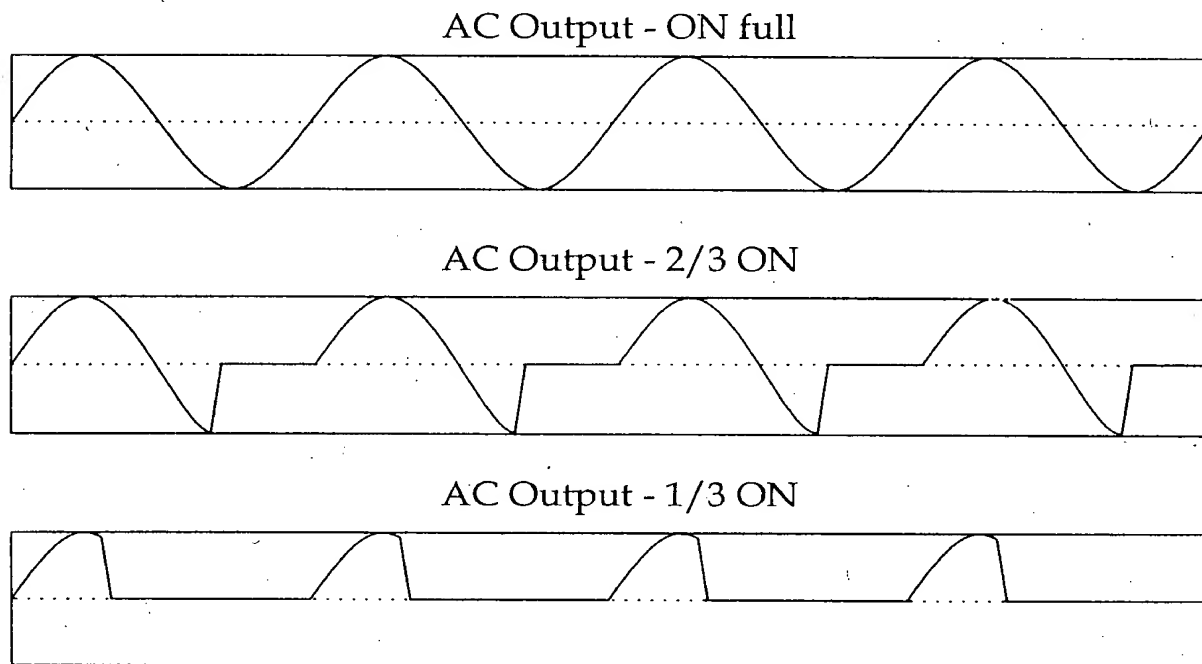 AC Output - ON full
AC Output - 2/3 ON
AC Output - 1/3 ON